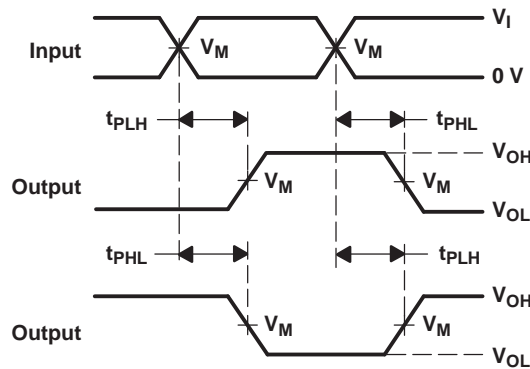 V_I
Input V_M V_M
0 V
t_PLH t_PHL
V_OH
Output V_M V_M
V_OL
t_PHL t_PLH
V_OH
Output V_M V_M
V_OL